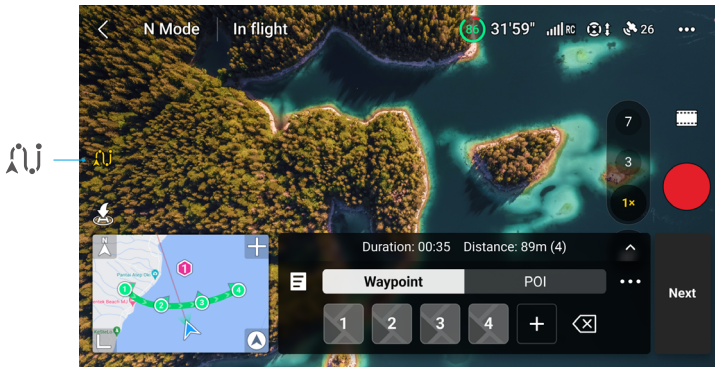 N Mode In flight 86 31'59" RC 26
7
3
1×
Duration: 00:35 Distance: 89m (4)
N
1
Waypoint POI
1 2 3 4
Next
1 2 3 4